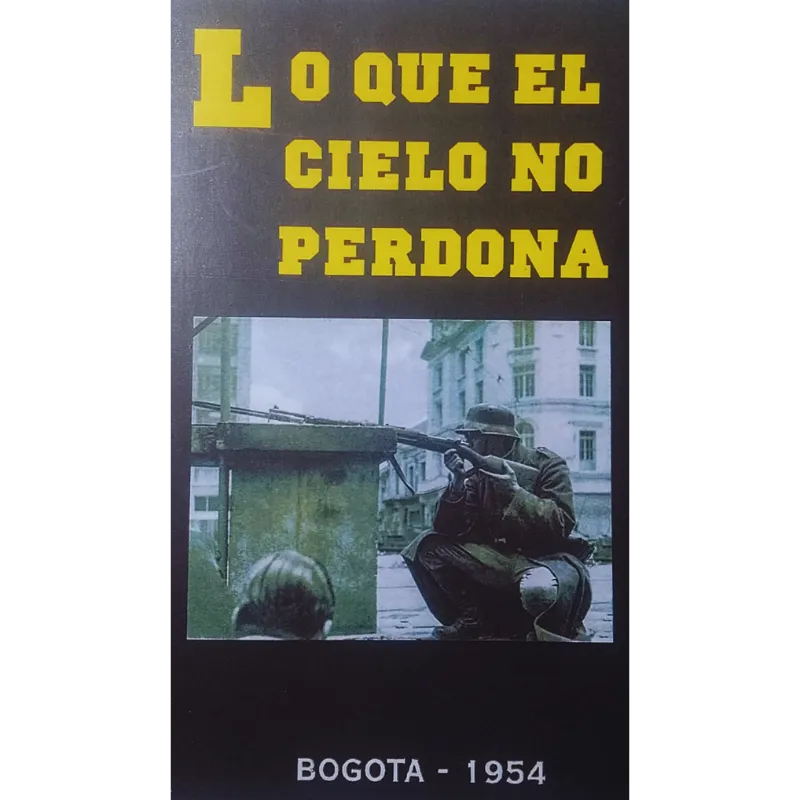 LO QUE EL
CIELO NO
PERDONA
BOGOTA - 1954